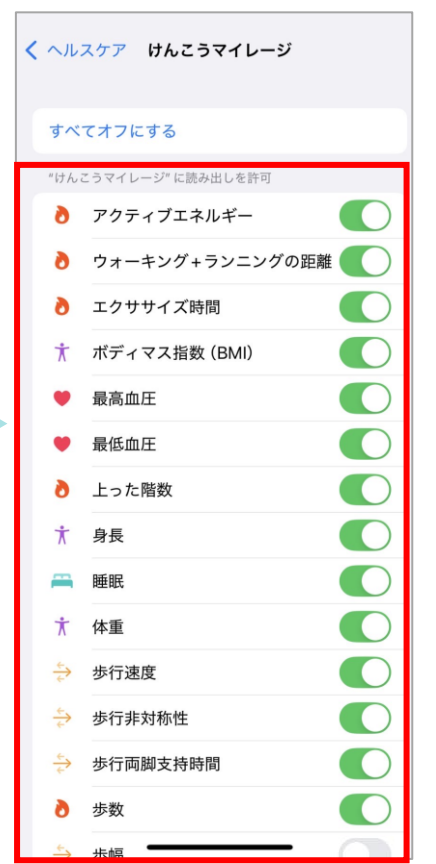 ヘルスケア けんこうマイレージ
すべてオフにする
"けんこうマイレージ"に読み出しを許可
アクティブエネルギー
ウォーキング+ランニングの距離
エクササイズ時間
ボディマス指数（BMI）
最高血圧
最低血圧
上った階数
身長
睡眠
体重
歩行速度
歩行非対称性
歩行両脚支持時間
歩数
歩幅